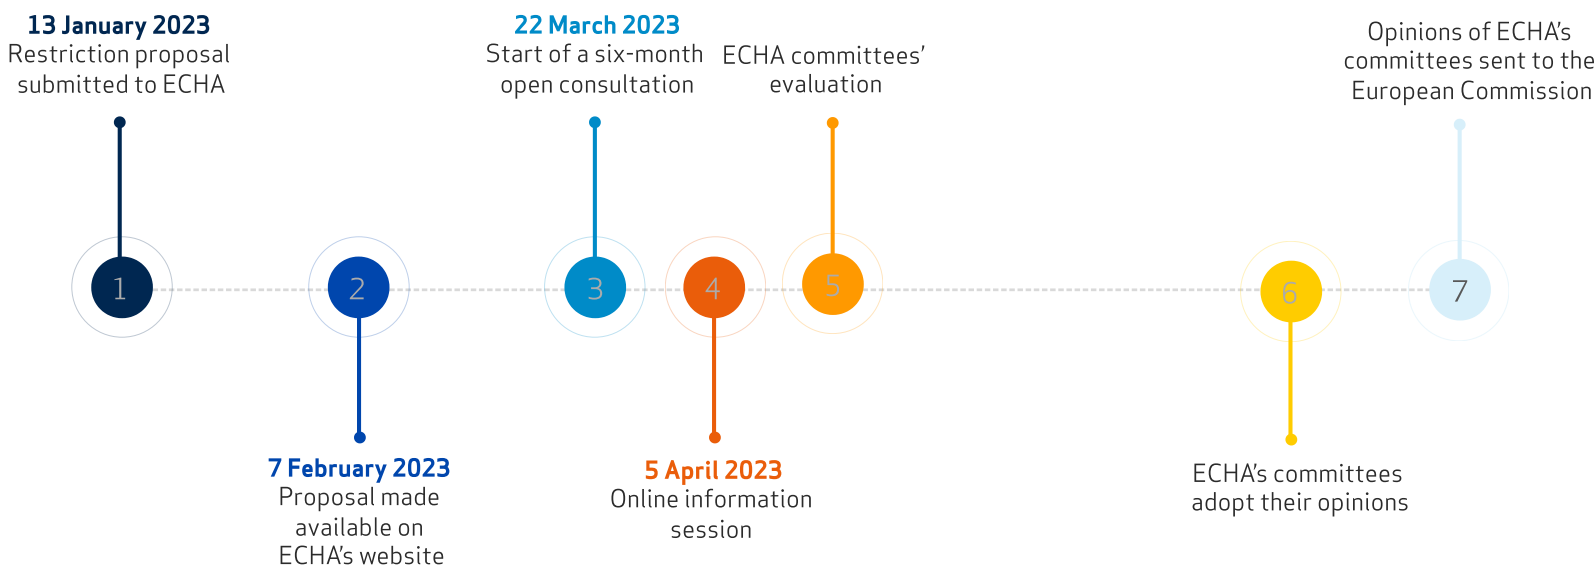 13 January 2023
Restriction proposal
submitted to ECHA
1
7 February 2023
Proposal made
available on
ECHA's website
2
22 March 2023
Start of a six-month
open consultation
3
5 April 2023
Online information
session
4
ECHA committees’
evaluation
5
ECHA’s committees
adopt their opinions
6
Opinions of ECHA’s
committees sent to the
European Commission
7